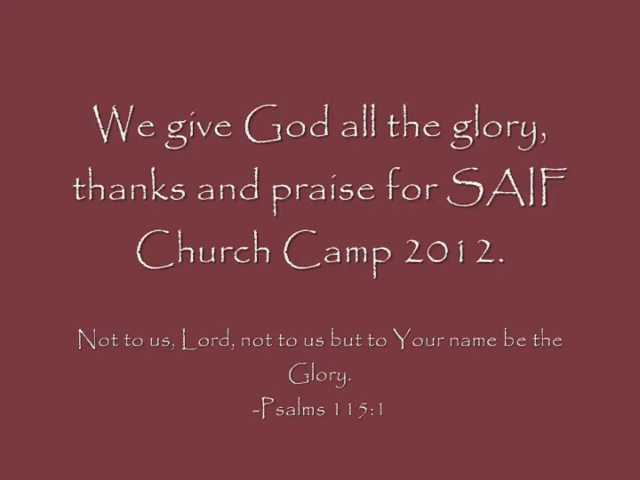 We give God all the glory,
thanks and praise for SAIF
Church Camp 2012.
Not to us, Lord, not to us but to Your name be the
Glory.
-Psalms 115:1